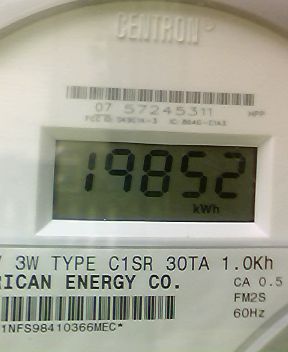 CENTRON
07 57245311
HPP
19852
kWh
3W TYPE C1SR 30TA 1.0Kh
RICAN ENERGY CO.
CA 0.5
FM2S
60Hz
1NFS98410366MEC*